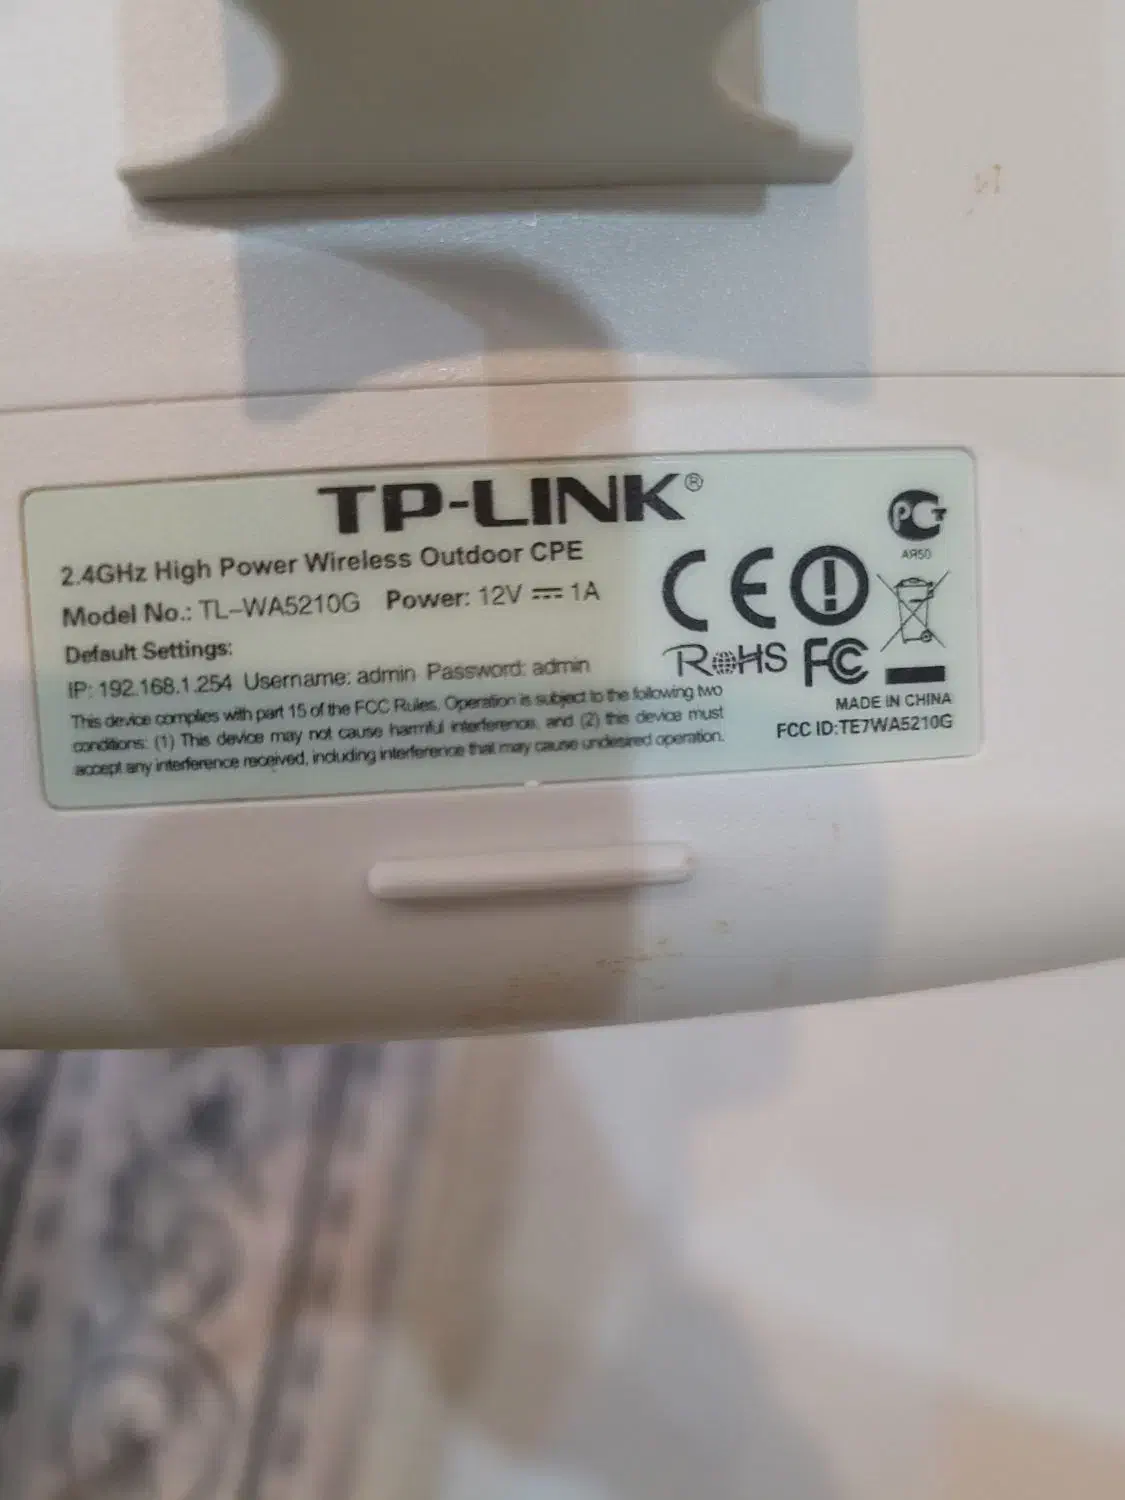 TP-LINK®
2.4GHz High Power Wireless Outdoor CPE
Model No.: TL-WA5210G Power: 12V ⎓ 1A
Default Settings:
IP: 192.168.1.254 Username: admin Password: admin
This device complies with part 15 of the FCC Rules. Operation is subject to the following two
conditions: (1) This device may not cause harmful interference, and (2) this device must
accept any interference received, including interference that may cause undesired operation.
РСТ
АЯ50
CE
RoHS FC
MADE IN CHINA
FCC ID:TE7WA5210G